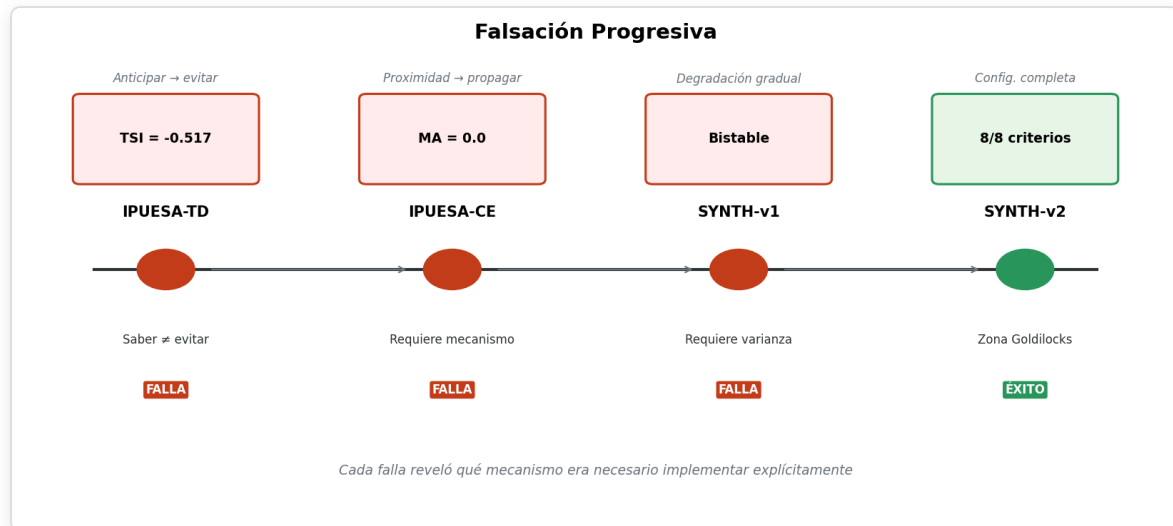 Falsación Progresiva
Anticipar → evitar
Proximidad → propagar
Degradación gradual
Config. completa
TSI = -0.517
MA = 0.0
Bistable
8/8 criterios
IPUESA-TD
IPUESA-CE
SYNTH-v1
SYNTH-v2
Saber ≠ evitar
Requiere mecanismo
Requiere varianza
Zona Goldilocks
FALLA
FALLA
FALLA
ÉXITO
Cada falla reveló qué mecanismo era necesario implementar explícitamente